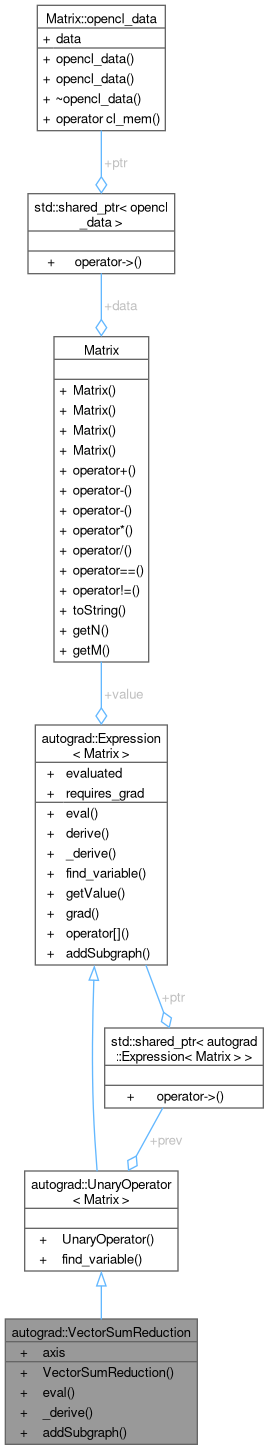 Matrix::opencl_data
+ data
+ opencl_data()
+ opencl_data()
+ ~opencl_data()
+ operator cl_mem()
+ptr
std::shared_ptr< opencl
_data >
+ operator->()
+data
Matrix
+ Matrix()
+ Matrix()
+ Matrix()
+ Matrix()
+ operator+()
+ operator-()
+ operator-()
+ operator*()
+ operator/()
+ operator==()
+ operator!=()
+ toString()
+ getN()
+ getM()
+value
autograd::Expression
< Matrix >
+ evaluated
+ requires_grad
+ eval()
+ derive()
+ _derive()
+ find_variable()
+ getValue()
+ grad()
+ operator[]()
+ addSubgraph()
+ptr
std::shared_ptr< autograd
::Expression< Matrix > >
+ operator->()
+prev
autograd::UnaryOperator
< Matrix >
+ UnaryOperator()
+ find_variable()
autograd::VectorSumReduction
+ axis
+ VectorSumReduction()
+ eval()
+ _derive()
+ addSubgraph()